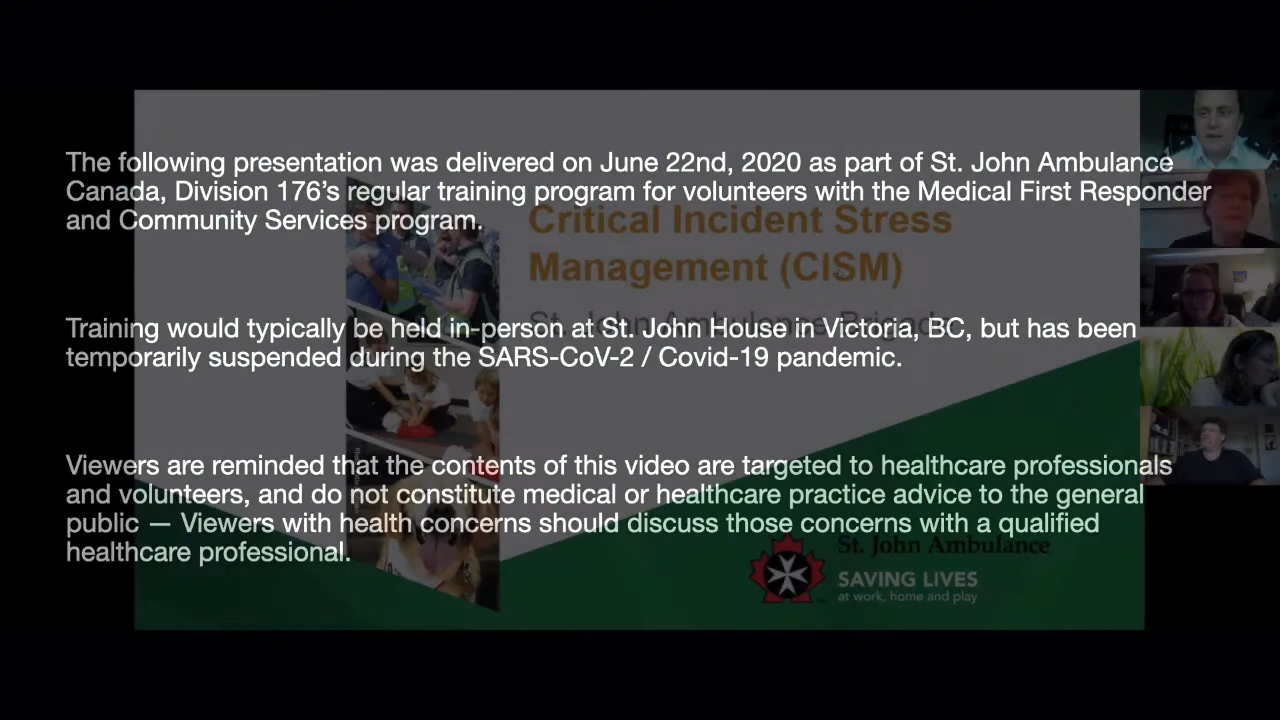 The following presentation was delivered on June 22nd, 2020 as part of St. John Ambulance
Canada, Division 176’s regular training program for volunteers with the Medical First Responder
and Community Services program.
Critical Incident Stress
Management (CISM)
St. John Ambulance Brigade
Training would typically be held in-person at St. John House in Victoria, BC, but has been
temporarily suspended during the SARS-CoV-2 / Covid-19 pandemic.
Viewers are reminded that the contents of this video are targeted to healthcare professionals
and volunteers, and do not constitute medical or healthcare practice advice to the general
public — Viewers with health concerns should discuss those concerns with a qualified
healthcare professional.
St. John Ambulance
SAVING LIVES
at work, home and play